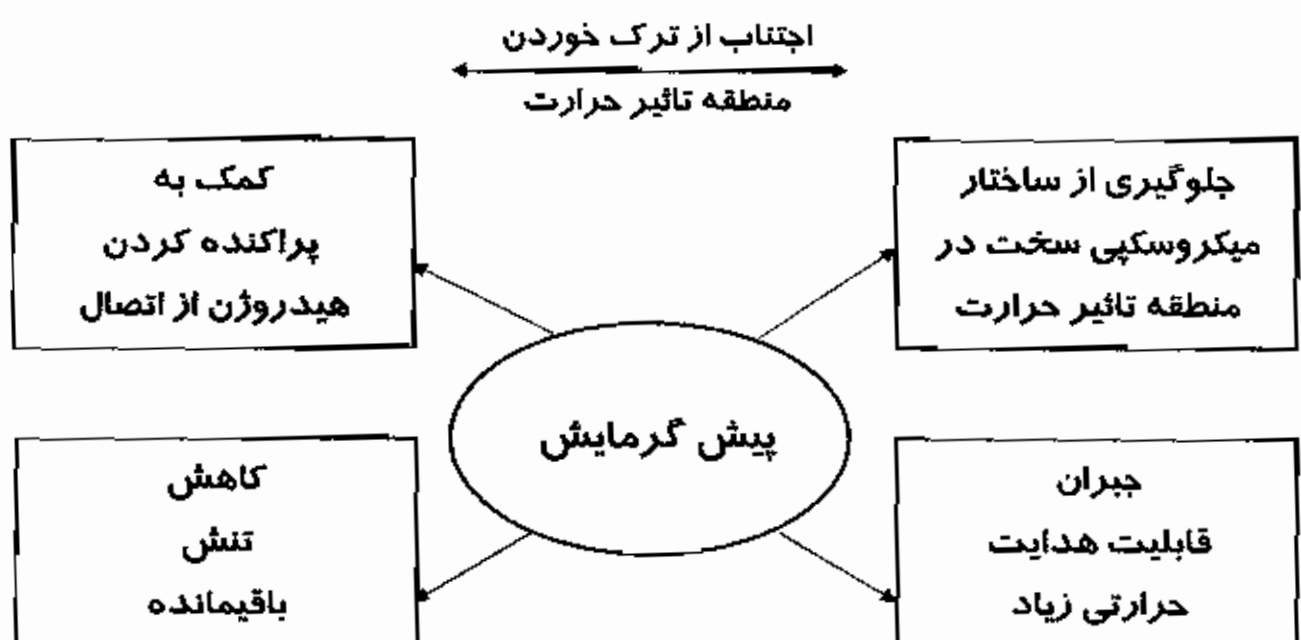 اجتناب از ترک خوردن
منطقه تاثیر حرارت
جلوگیری از ساختار
میکروسکپی سخت در
منطقه تاثیر حرارت
کمک به
پراکنده کردن
هیدروژن از اتصال
پیش گرمایش
جبران
قابلیت هدایت
حرارتی زیاد
کاهش
تنش
باقیمانده